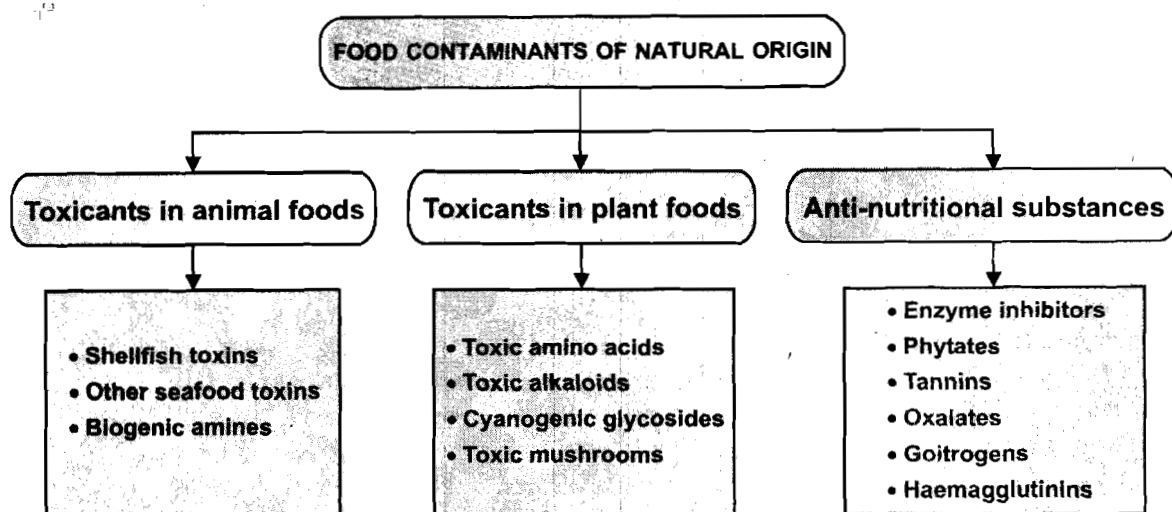 FOOD CONTAMINANTS OF NATURAL ORIGIN
Toxicants in animal foods
Toxicants in plant foods
Anti-nutritional substances
• Shellfish toxins
• Other seafood toxins
• Biogenic amines
• Toxic amino acids
• Toxic alkaloids
• Cyanogenic glycosides
• Toxic mushrooms
• Enzyme inhibitors
• Phytates
• Tannins
• Oxalates
• Goitrogens
• Haemagglutinins